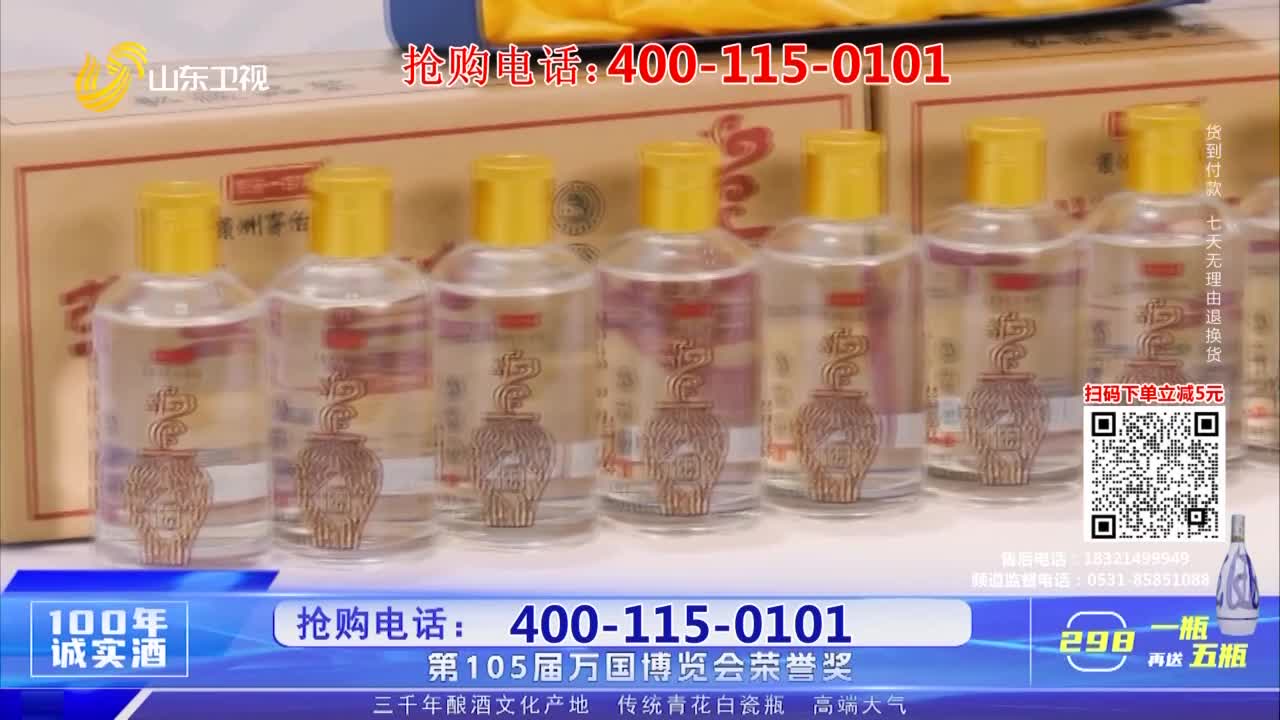 抢购电话:400-115-0101
山东卫视
货到付款 七天无理由退换货
贵州茅台
扫码下单立减5元
售后电话:18321499949
频道监督电话:0531-85851088
100年
诚实酒
抢购电话: 400-115-0101
第105届万国博览会荣誉奖
298
一瓶
再送五瓶
三千年酿酒文化产地 传统青花白瓷瓶 高端大气